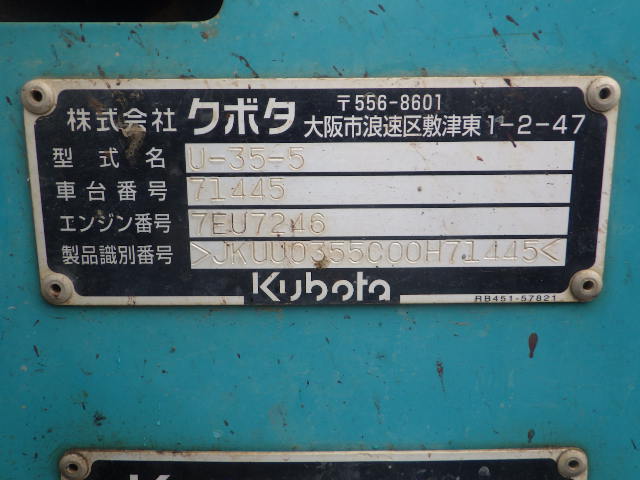 株式会社 クボタ 〒556-8601
大阪市浪速区敷津東1-2-47
型式名 U-35-5
車台番号 71445
エンジン番号 7EU7246
製品識別番号 >JKUU0355C00H71445<
Kubota
RB451-57821